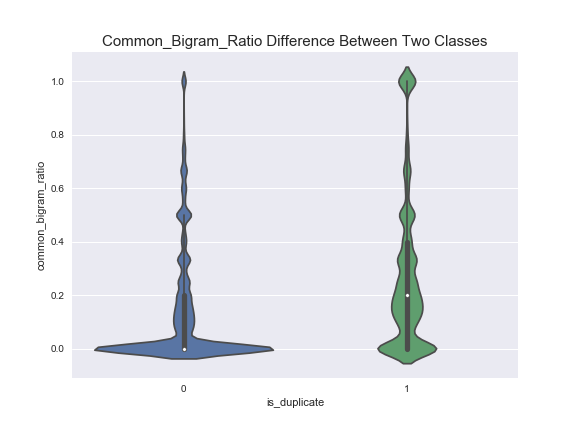 Common_Bigram_Ratio Difference Between Two Classes
1.0
0.8
0.6
0.4
0.2
0.0
common_bigram_ratio
0 1
is_duplicate